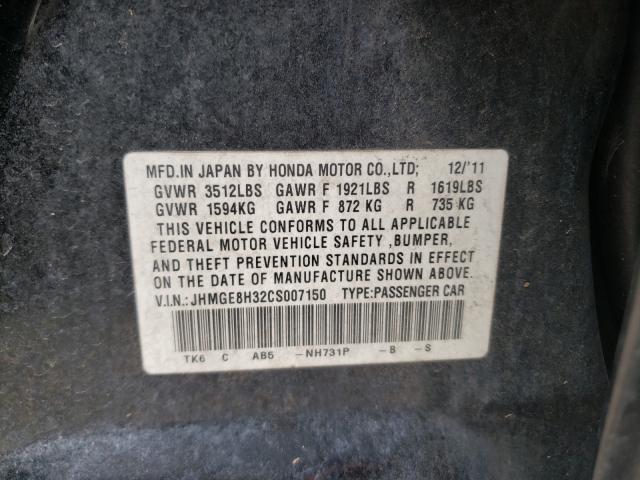 MFD.IN JAPAN BY HONDA MOTOR CO.,LTD; 12/'11
GVWR 3512LBS GAWR F 1921LBS R 1619LBS
GVWR 1594KG GAWR F 872 KG R 735 KG
THIS VEHICLE CONFORMS TO ALL APPLICABLE
FEDERAL MOTOR VEHICLE SAFETY ,BUMPER,
AND THEFT PREVENTION STANDARDS IN EFFECT
ON THE DATE OF MANUFACTURE SHOWN ABOVE.
V.I.N.:JHMGE8H32CS007150 TYPE:PASSENGER CAR
TK6 C AB5 -NH731P -B -S